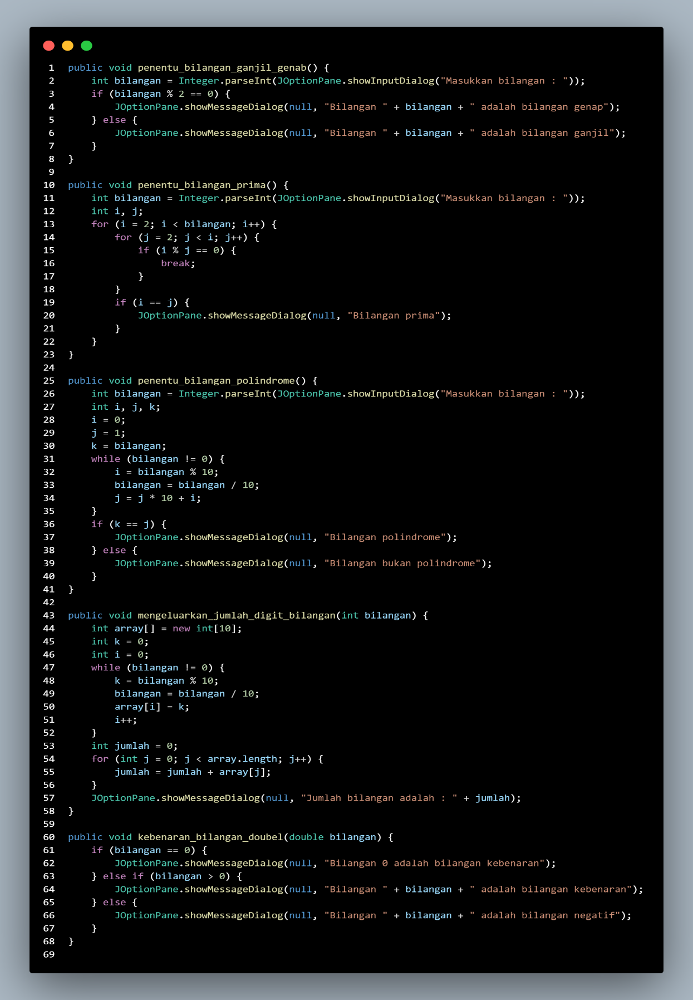 1 public void penentu_bilangan_ganjil_genab() {
2     int bilangan = Integer.parseInt(JOptionPane.showInputDialog("Masukkan bilangan : "));
3     if (bilangan % 2 == 0) {
4         JOptionPane.showMessageDialog(null, "Bilangan " + bilangan + " adalah bilangan genap");
5     } else {
6         JOptionPane.showMessageDialog(null, "Bilangan " + bilangan + " adalah bilangan ganjil");
7     }
8 }
9
10 public void penentu_bilangan_prima() {
11     int bilangan = Integer.parseInt(JOptionPane.showInputDialog("Masukkan bilangan : "));
12     int i, j;
13     for (i = 2; i < bilangan; i++) {
14         for (j = 2; j < i; j++) {
15             if (i % j == 0) {
16                 break;
17             }
18         }
19         if (i == j) {
20             JOptionPane.showMessageDialog(null, "Bilangan prima");
21         }
22     }
23 }
24
25 public void penentu_bilangan_polindrome() {
26     int bilangan = Integer.parseInt(JOptionPane.showInputDialog("Masukkan bilangan : "));
27     int i, j, k;
28     i = 0;
29     j = 1;
30     k = bilangan;
31     while (bilangan != 0) {
32         i = bilangan % 10;
33         bilangan = bilangan / 10;
34         j = j * 10 + i;
35     }
36     if (k == j) {
37         JOptionPane.showMessageDialog(null, "Bilangan polindrome");
38     } else {
39         JOptionPane.showMessageDialog(null, "Bilangan bukan polindrome");
40     }
41 }
42
43 public void mengeluarkan_jumlah_digit_bilangan(int bilangan) {
44     int array[] = new int[10];
45     int k = 0;
46     int i = 0;
47     while (bilangan != 0) {
48         k = bilangan % 10;
49         bilangan = bilangan / 10;
50         array[i] = k;
51         i++;
52     }
53     int jumlah = 0;
54     for (int j = 0; j < array.length; j++) {
55         jumlah = jumlah + array[j];
56     }
57     JOptionPane.showMessageDialog(null, "Jumlah bilangan adalah : " + jumlah);
58 }
59
60 public void kebenaran_bilangan_doubel(double bilangan) {
61     if (bilangan == 0) {
62         JOptionPane.showMessageDialog(null, "Bilangan 0 adalah bilangan kebenaran");
63     } else if (bilangan > 0) {
64         JOptionPane.showMessageDialog(null, "Bilangan " + bilangan + " adalah bilangan kebenaran");
65     } else {
66         JOptionPane.showMessageDialog(null, "Bilangan " + bilangan + " adalah bilangan negatif");
67     }
68 }
69